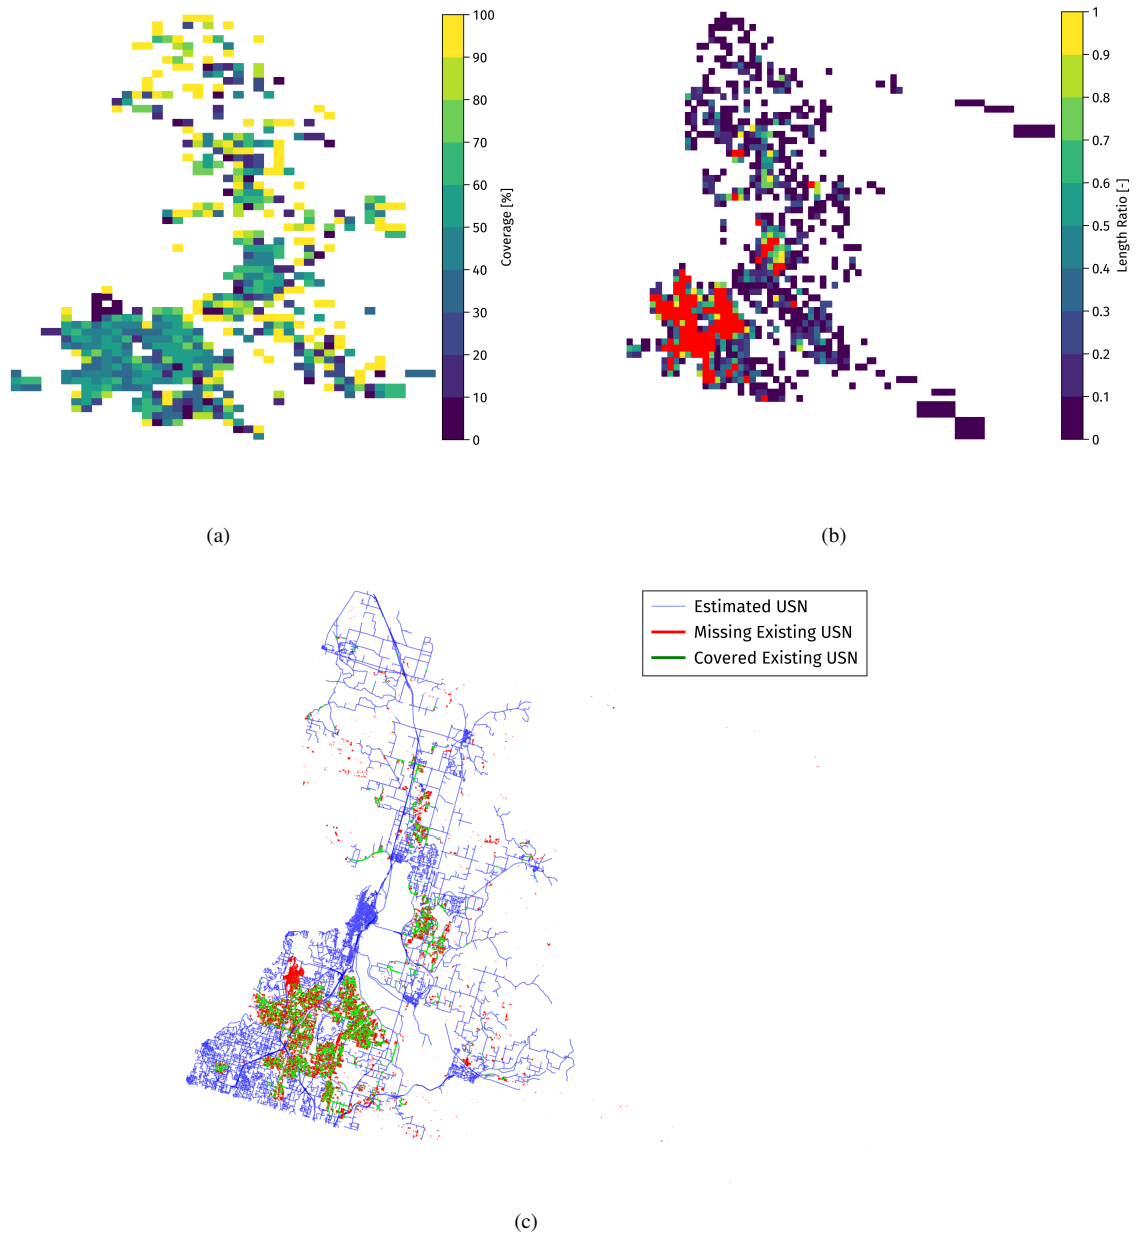 100
90
80
70
60
50
40
30
20
10
0
Coverage [%]
1
0.9
0.8
0.7
0.6
0.5
0.4
0.3
0.2
0.1
0
Length Ratio [-]
(a)
(b)
Estimated USN
Missing Existing USN
Covered Existing USN
(c)